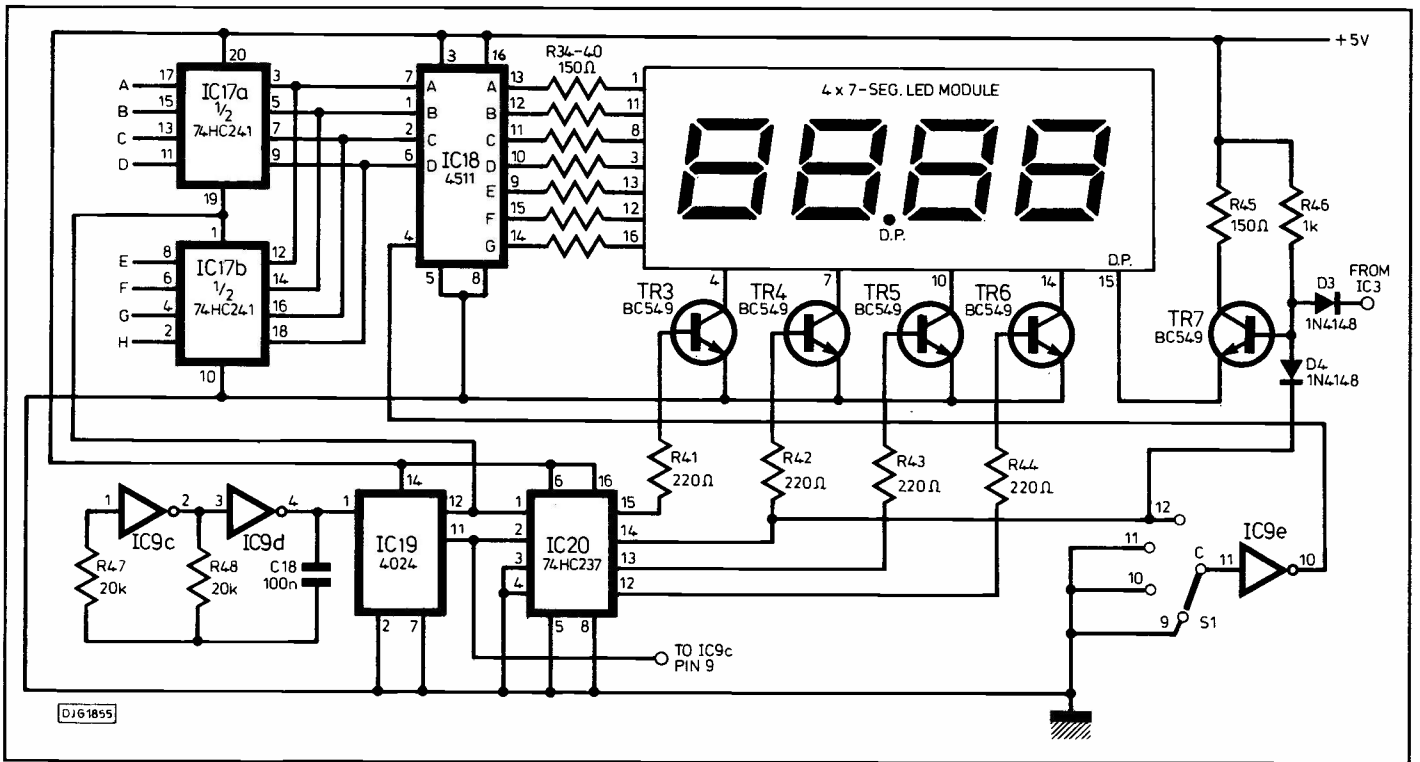 +5V
20
3
16
R34-40
150Ω
A 17
B 15
C 13
D 11
IC17a
1/2
74HC241
3
5
7
9
19
7 A
1 B
2 C
6 D
4
IC18
4511
A 13
B 12
C 11
D 10
E 9
F 15
G 14
5
8
1
11
8
3
13
12
16
4 x 7-SEG. LED MODULE
D.P.
D.P.
4
7
10
14
15
1
E 8
F 6
G 4
H 2
IC17b
1/2
74HC241
12
14
16
18
10
TR3
BC549
TR4
BC549
TR5
BC549
TR6
BC549
TR7
BC549
R45
150Ω
R46
1k
D3
1N4148
FROM
IC3
D4
1N4148
R41
220Ω
R42
220Ω
R43
220Ω
R44
220Ω
1
IC9c
2
3
IC9d
4
R47
20k
R48
20k
C18
100n
1
14
12
11
IC19
4024
2
7
6
16
1
2
3
4
IC20
74HC237
15
14
13
12
5
8
TO IC9c
PIN 9
12
11
10
9
C
S1
11
IC9e
10
DJG1855